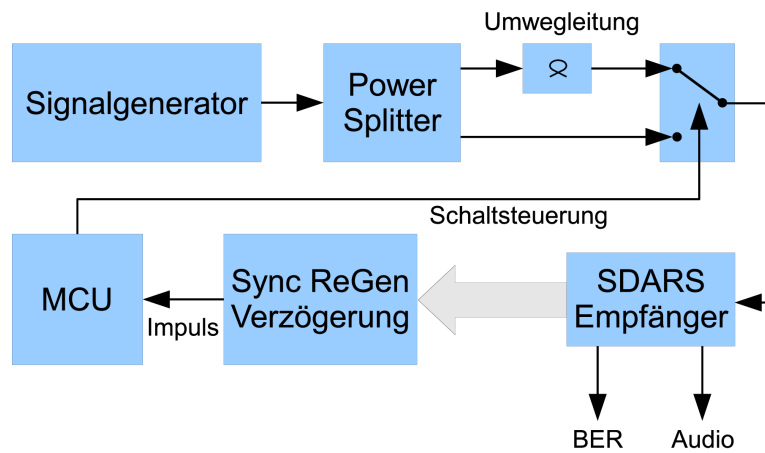 Umwegleitung
Signalgenerator
Power
Splitter
Schaltsteuerung
MCU
Impuls
Sync ReGen
Verzögerung
SDARS
Empfänger
BER
Audio